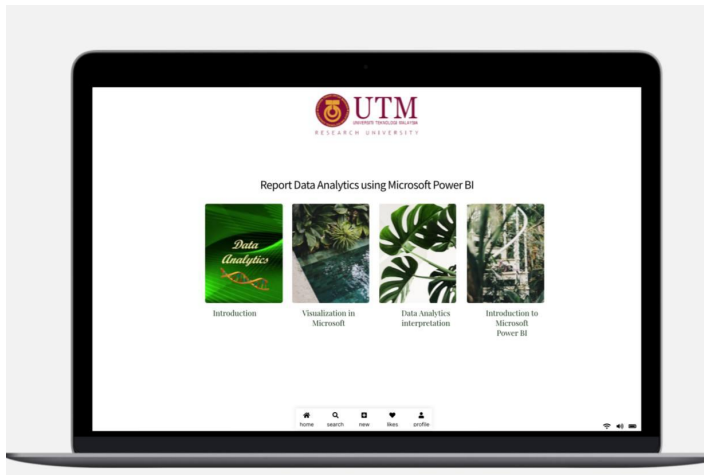 UTM
UNIVERSITI TEKNOLOGI MALAYSIA
RESEARCH UNIVERSITY
Report Data Analytics using Microsoft Power BI
Data
Analytics
Introduction
Visualization in
Microsoft
Data Analytics
interpretation
Introduction to
Microsoft
Power BI
home search new likes profile